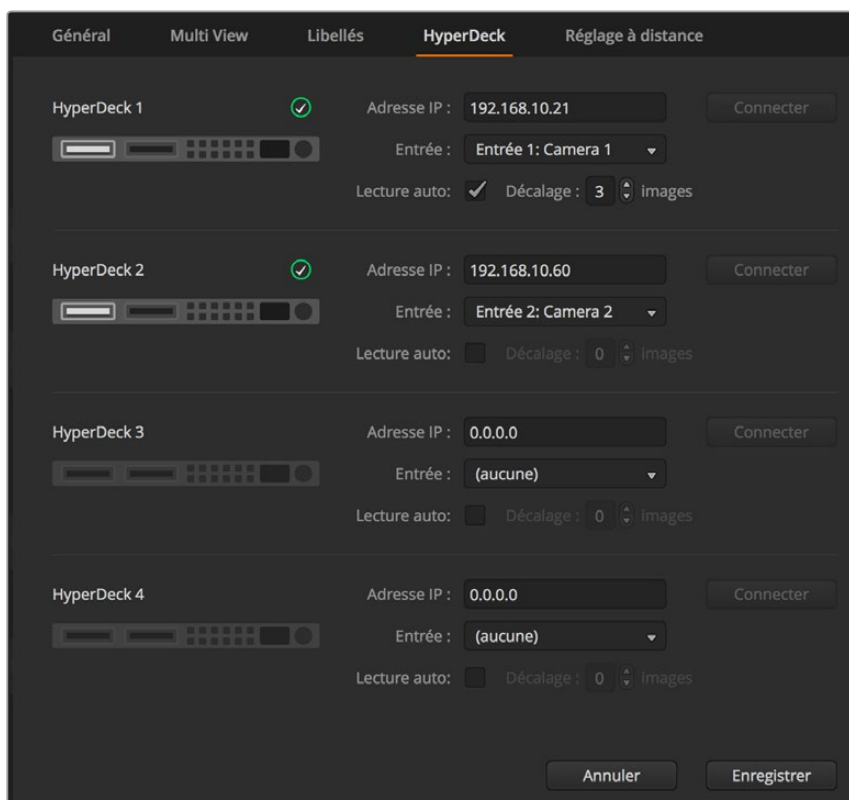 Général Multi View Libellés HyperDeck Réglage à distance
HyperDeck 1 Adresse IP : 192.168.10.21 Connecter
Entrée : Entrée 1: Camera 1
Lecture auto: Décalage : 3 images
HyperDeck 2 Adresse IP : 192.168.10.60 Connecter
Entrée : Entrée 2: Camera 2
Lecture auto: Décalage : 0 images
HyperDeck 3 Adresse IP : 0.0.0.0 Connecter
Entrée : (aucune)
Lecture auto: Décalage : 0 images
HyperDeck 4 Adresse IP : 0.0.0.0 Connecter
Entrée : (aucune)
Lecture auto: Décalage : 0 images
Annuler Enregistrer